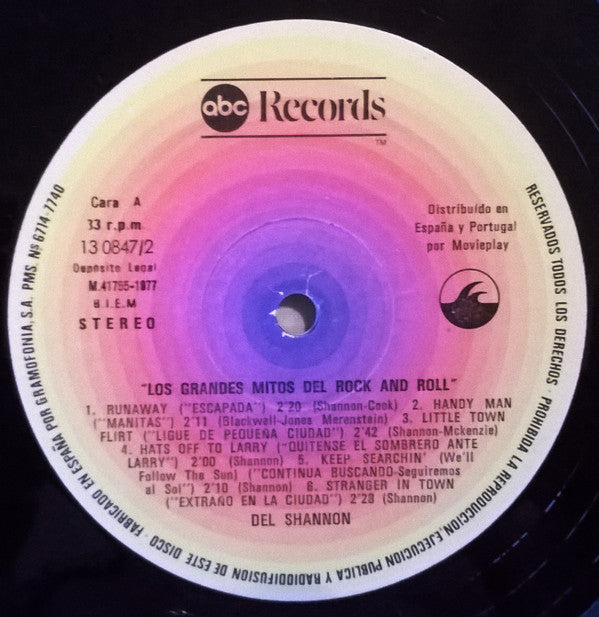 abc Records
TM
Cara A
33 r.p.m.
13 0847/2
Deposito Legal
M.41755-1977
B.I.E.M
STEREO
Distribuído en
España y Portugal
por Movieplay
"LOS GRANDES MITOS DEL ROCK AND ROLL"
1. RUNAWAY ("ESCAPADA") 2'20 (Shannon-Cook) 2. HANDY MAN
("MANITAS") 2'11 (Blackwell-Jones Merenstein) 3. LITTLE TOWN
FLIRT ("LIGUE DE PEQUEÑA CIUDAD") 2'42 (Shannon-Mckenzie)
4. HATS OFF TO LARRY ("QUITENSE EL SOMBRERO ANTE
LARRY") 2'00 (Shannon) 5. KEEP SEARCHIN' (We'll
Follow The Sun) ("CONTINUA BUSCANDO-Seguiremos
al Sol") 2'10 (Shannon) 6. STRANGER IN TOWN
("EXTRAÑO EN LA CIUDAD") 2'28 (Shannon)
DEL SHANNON
RESERVADOS TODOS LOS DERECHOS PROHIBIDA LA REPRODUCCION, EJECUCION PUBLICA Y RADIODIFUSION DE ESTE DISCO · FABRICADO EN ESPAÑA POR GRAMOFONIA, S.A. PMS. Nº 6714-7740